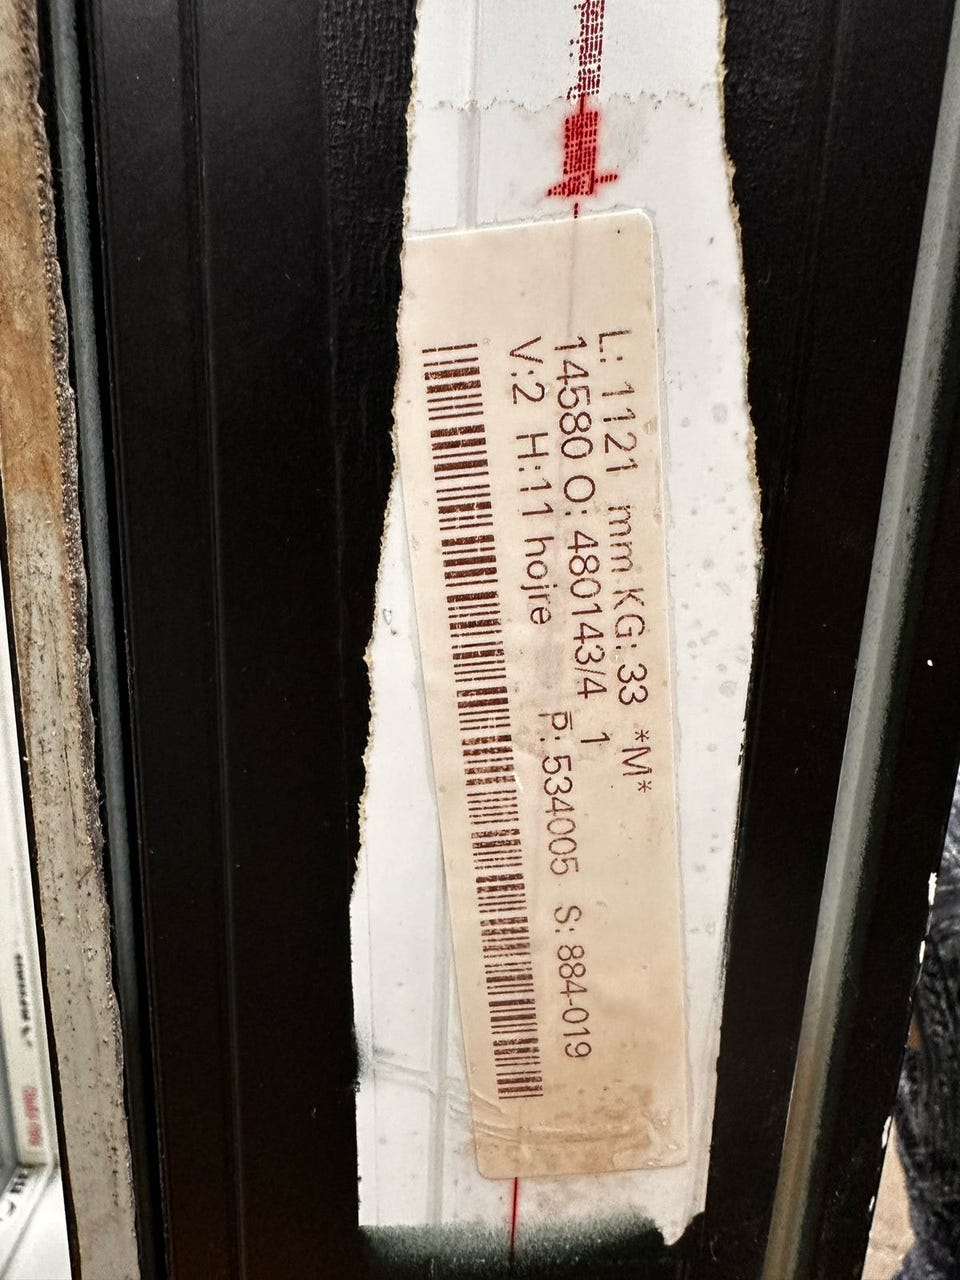 L: 1121 mm KG: 33 *M*
14580 O: 480143/4 1
V:2 H:11 hojre P: 534005 S: 884-019